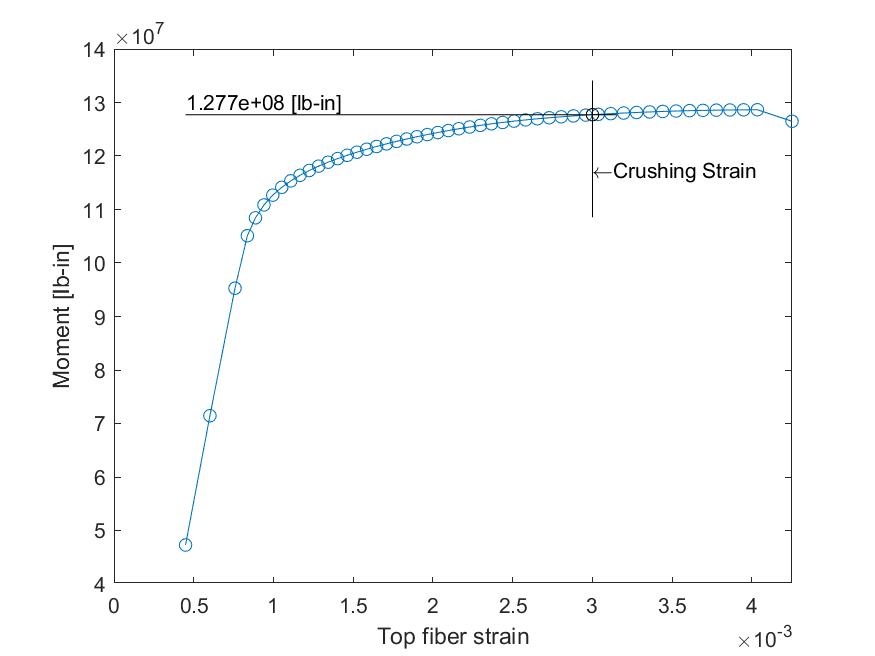 ×10⁷
14
13
12
11
10
9
8
7
6
5
4
Moment [lb-in]
1.277e+08 [lb-in]
←Crushing Strain
0 0.5 1 1.5 2 2.5 3 3.5 4
Top fiber strain
×10⁻³